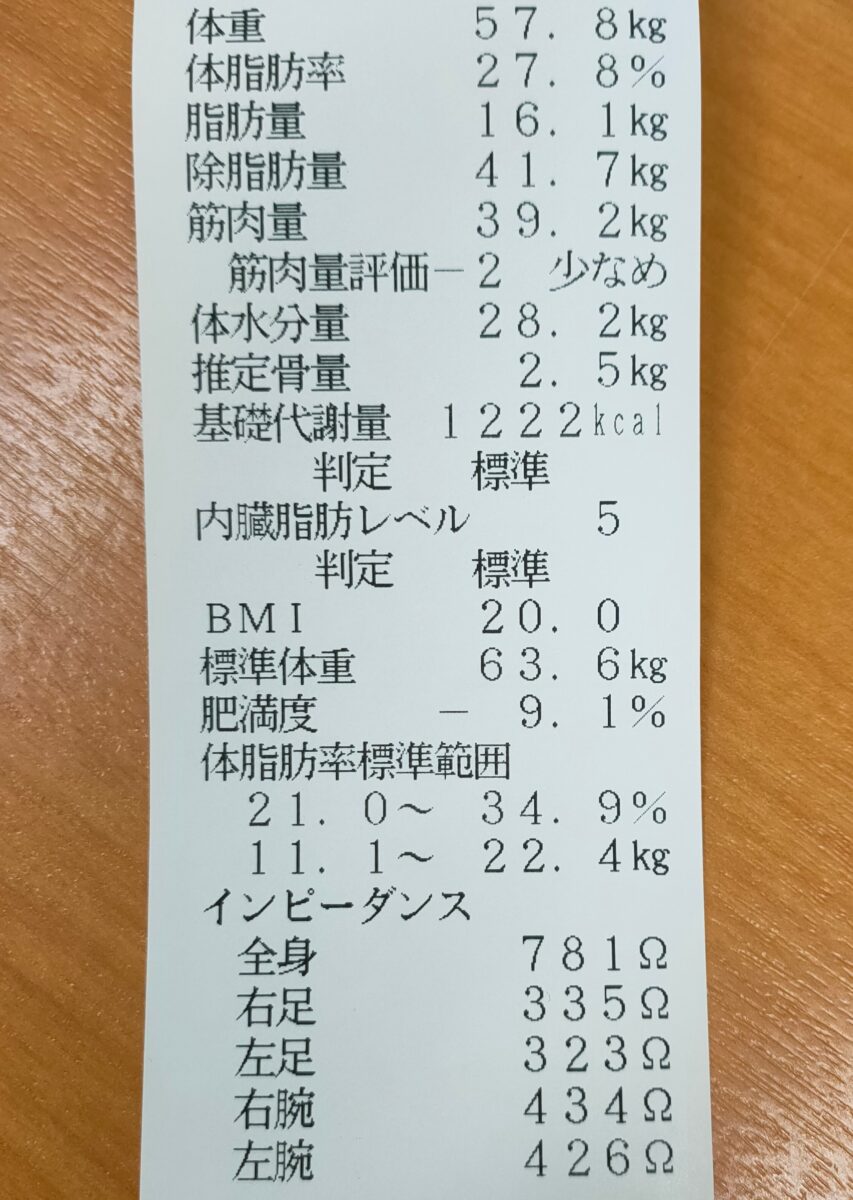 体重 57.8kg
体脂肪率 27.8%
脂肪量 16.1kg
除脂肪量 41.7kg
筋肉量 39.2kg
筋肉量評価－2 少なめ
体水分量 28.2kg
推定骨量 2.5kg
基礎代謝量 1222kcal
判定 標準
内臓脂肪レベル 5
判定 標準
BMI 20.0
標準体重 63.6kg
肥満度 － 9.1%
体脂肪率標準範囲
21.0～ 34.9%
11.1～ 22.4kg
インピーダンス
全身 781Ω
右足 335Ω
左足 323Ω
右腕 434Ω
左腕 426Ω